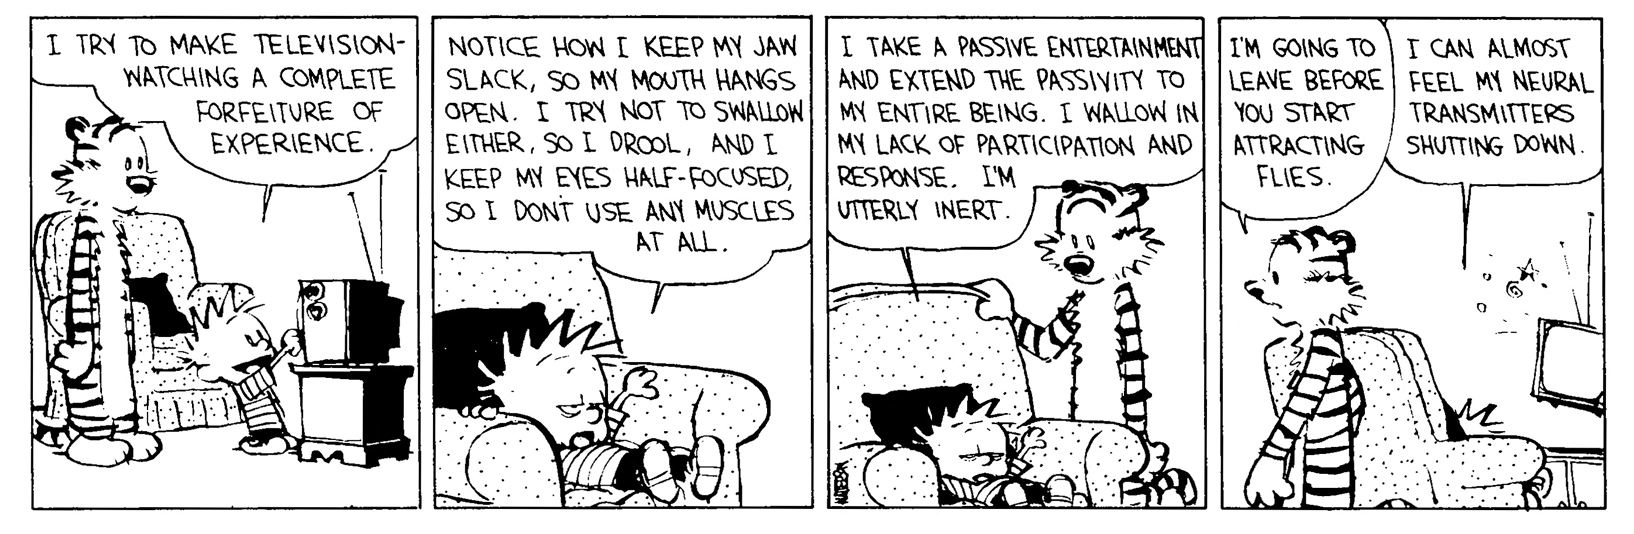 I TRY TO MAKE TELEVISION-
WATCHING A COMPLETE
FORFEITURE OF
EXPERIENCE.
NOTICE HOW I KEEP MY JAW
SLACK, SO MY MOUTH HANGS
OPEN. I TRY NOT TO SWALLOW
EITHER, SO I DROOL, AND I
KEEP MY EYES HALF-FOCUSED,
SO I DON'T USE ANY MUSCLES
AT ALL.
I TAKE A PASSIVE ENTERTAINMENT
AND EXTEND THE PASSIVITY TO
MY ENTIRE BEING. I WALLOW IN
MY LACK OF PARTICIPATION AND
RESPONSE. I'M
UTTERLY INERT.
WATTERSON
I'M GOING TO
LEAVE BEFORE
YOU START
ATTRACTING
FLIES.
I CAN ALMOST
FEEL MY NEURAL
TRANSMITTERS
SHUTTING DOWN.